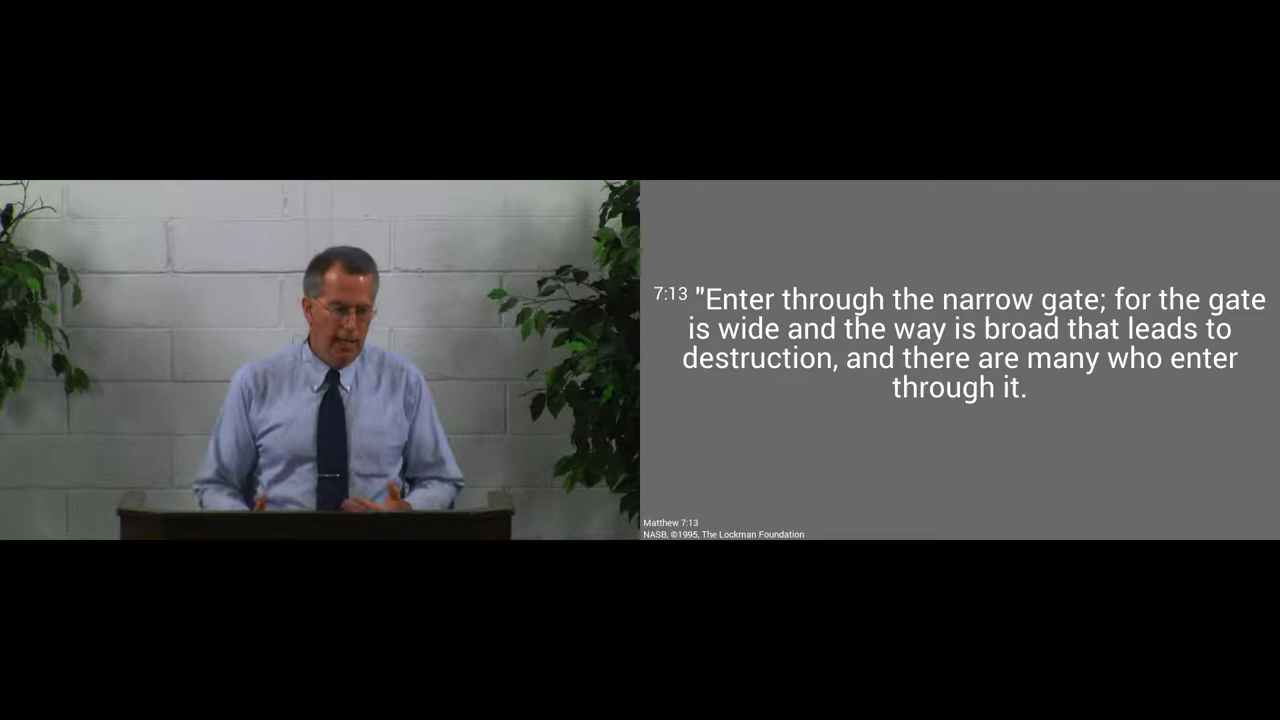 7:13 "Enter through the narrow gate; for the gate
is wide and the way is broad that leads to
destruction, and there are many who enter
through it.
Matthew 7:13
NASB, ©1995, The Lockman Foundation